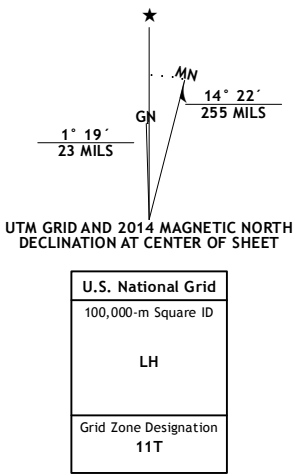 ★
MN
GN
14° 22´
255 MILS
1° 19´
23 MILS
UTM GRID AND 2014 MAGNETIC NORTH
DECLINATION AT CENTER OF SHEET
U.S. National Grid
100,000-m Square ID
LH
Grid Zone Designation
11T